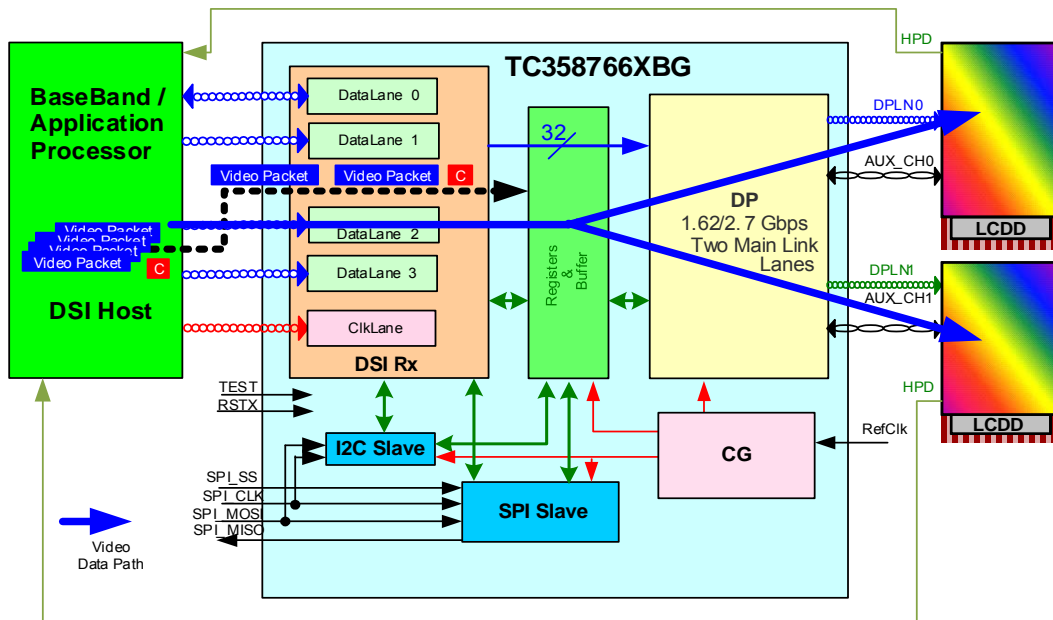 HPD
TC358766XBG
BaseBand /
Application
Processor
DataLane 0
DataLane 1
32
DPLN0
AUX_CH0
Video Packet
Video Packet
C
DP
1.62/2.7 Gbps
Two Main Link
Lanes
LCDD
Video Packet
Video Packet
Video Packet
Video Packet
C
DataLane 2
DataLane 3
Registers
&
Buffer
DPLN1
AUX_CH1
DSI Host
ClkLane
DSI Rx
TEST
RSTX
HPD
LCDD
I2C Slave
CG
RefClk
SPI_SS
SPI_CLK
SPI_MOSI
SPI_MISO
SPI Slave
Video
Data Path